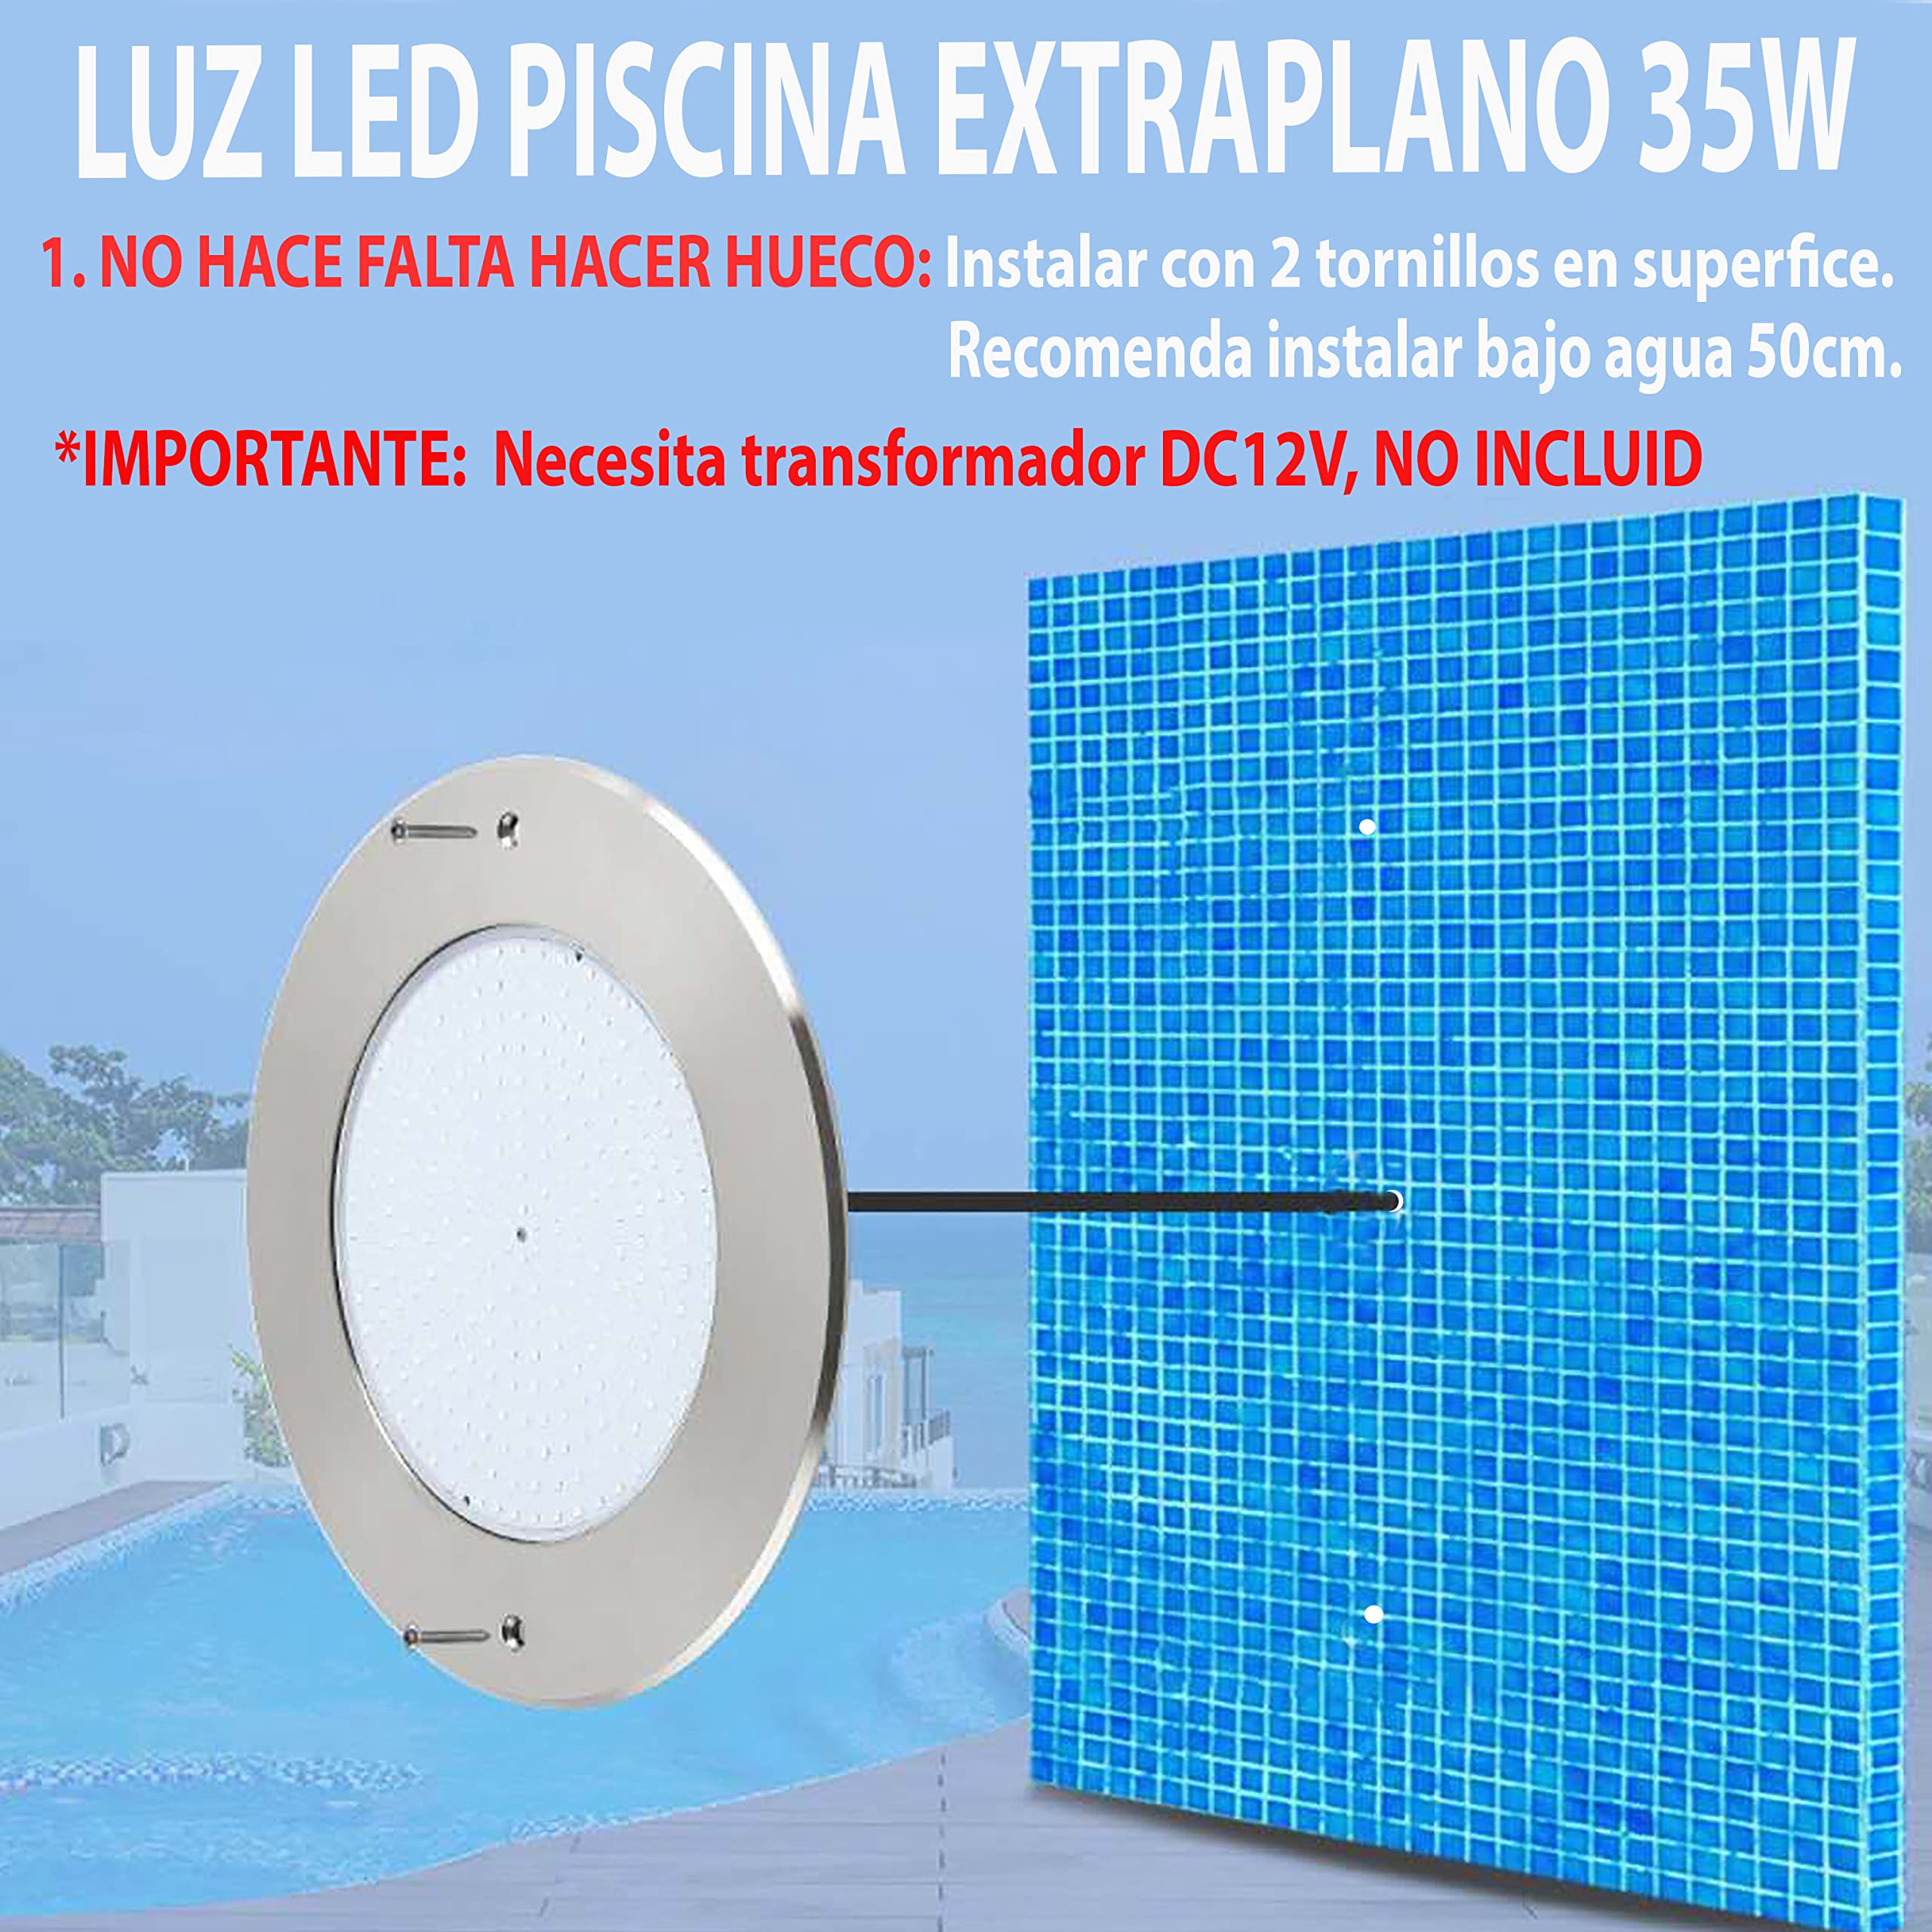 LUZ LED PISCINA EXTRAPLANO 35W
1. NO HACE FALTA HACER HUECO: Instalar con 2 tornillos en superfice.
Recomenda instalar bajo agua 50cm.
*IMPORTANTE: Necesita transformador DC12V, NO INCLUID